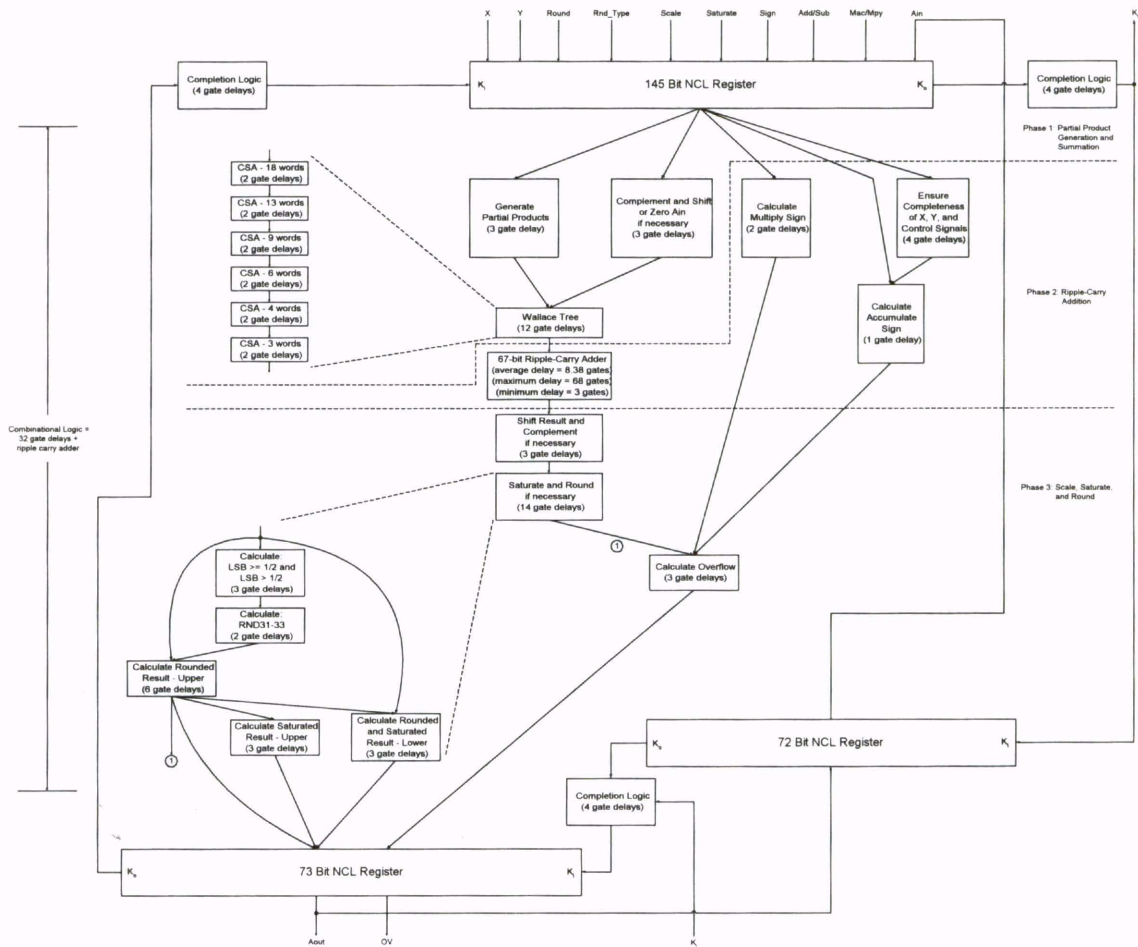 X Y Round Rnd_Type Scale Saturate Sign Add/Sub Mac/Mpy Ain
Completion Logic
(4 gate delays)
145 Bit NCL Register
Completion Logic
(4 gate delays)
Phase 1: Partial Product
Generation and
Summation
CSA - 18 words
(2 gate delays)
CSA - 13 words
(2 gate delays)
CSA - 9 words
(2 gate delays)
CSA - 6 words
(2 gate delays)
CSA - 4 words
(2 gate delays)
CSA - 3 words
(2 gate delays)
Generate
Partial Products
(3 gate delay)
Complement and Shift
or Zero Ain
if necessary
(3 gate delays)
Calculate
Multiply Sign
(2 gate delays)
Ensure
Completeness
of X, Y, and
Control Signals
(4 gate delays)
Wallace Tree
(12 gate delays)
Calculate
Accumulate
Sign
(1 gate delay)
Phase 2: Ripple-Carry
Addition
67-bit Ripple-Carry Adder
(average delay = 8.38 gates)
(maximum delay = 68 gates)
(minimum delay = 3 gates)
Combinational Logic =
32 gate delays +
ripple carry adder
Shift Result and
Complement
if necessary
(3 gate delays)
Saturate and Round
if necessary
(14 gate delays)
Phase 3: Scale, Saturate,
and Round
1
Calculate Overflow
(3 gate delays)
Calculate:
LSB >= 1/2 and
LSB > 1/2
(3 gate delays)
Calculate:
RND31-33
(2 gate delays)
Calculate Rounded
Result - Upper
(6 gate delays)
Calculate Saturated
Result - Upper
(3 gate delays)
Calculate Rounded
and Saturated
Result - Lower
(3 gate delays)
1
72 Bit NCL Register
Completion Logic
(4 gate delays)
73 Bit NCL Register
Aout OV